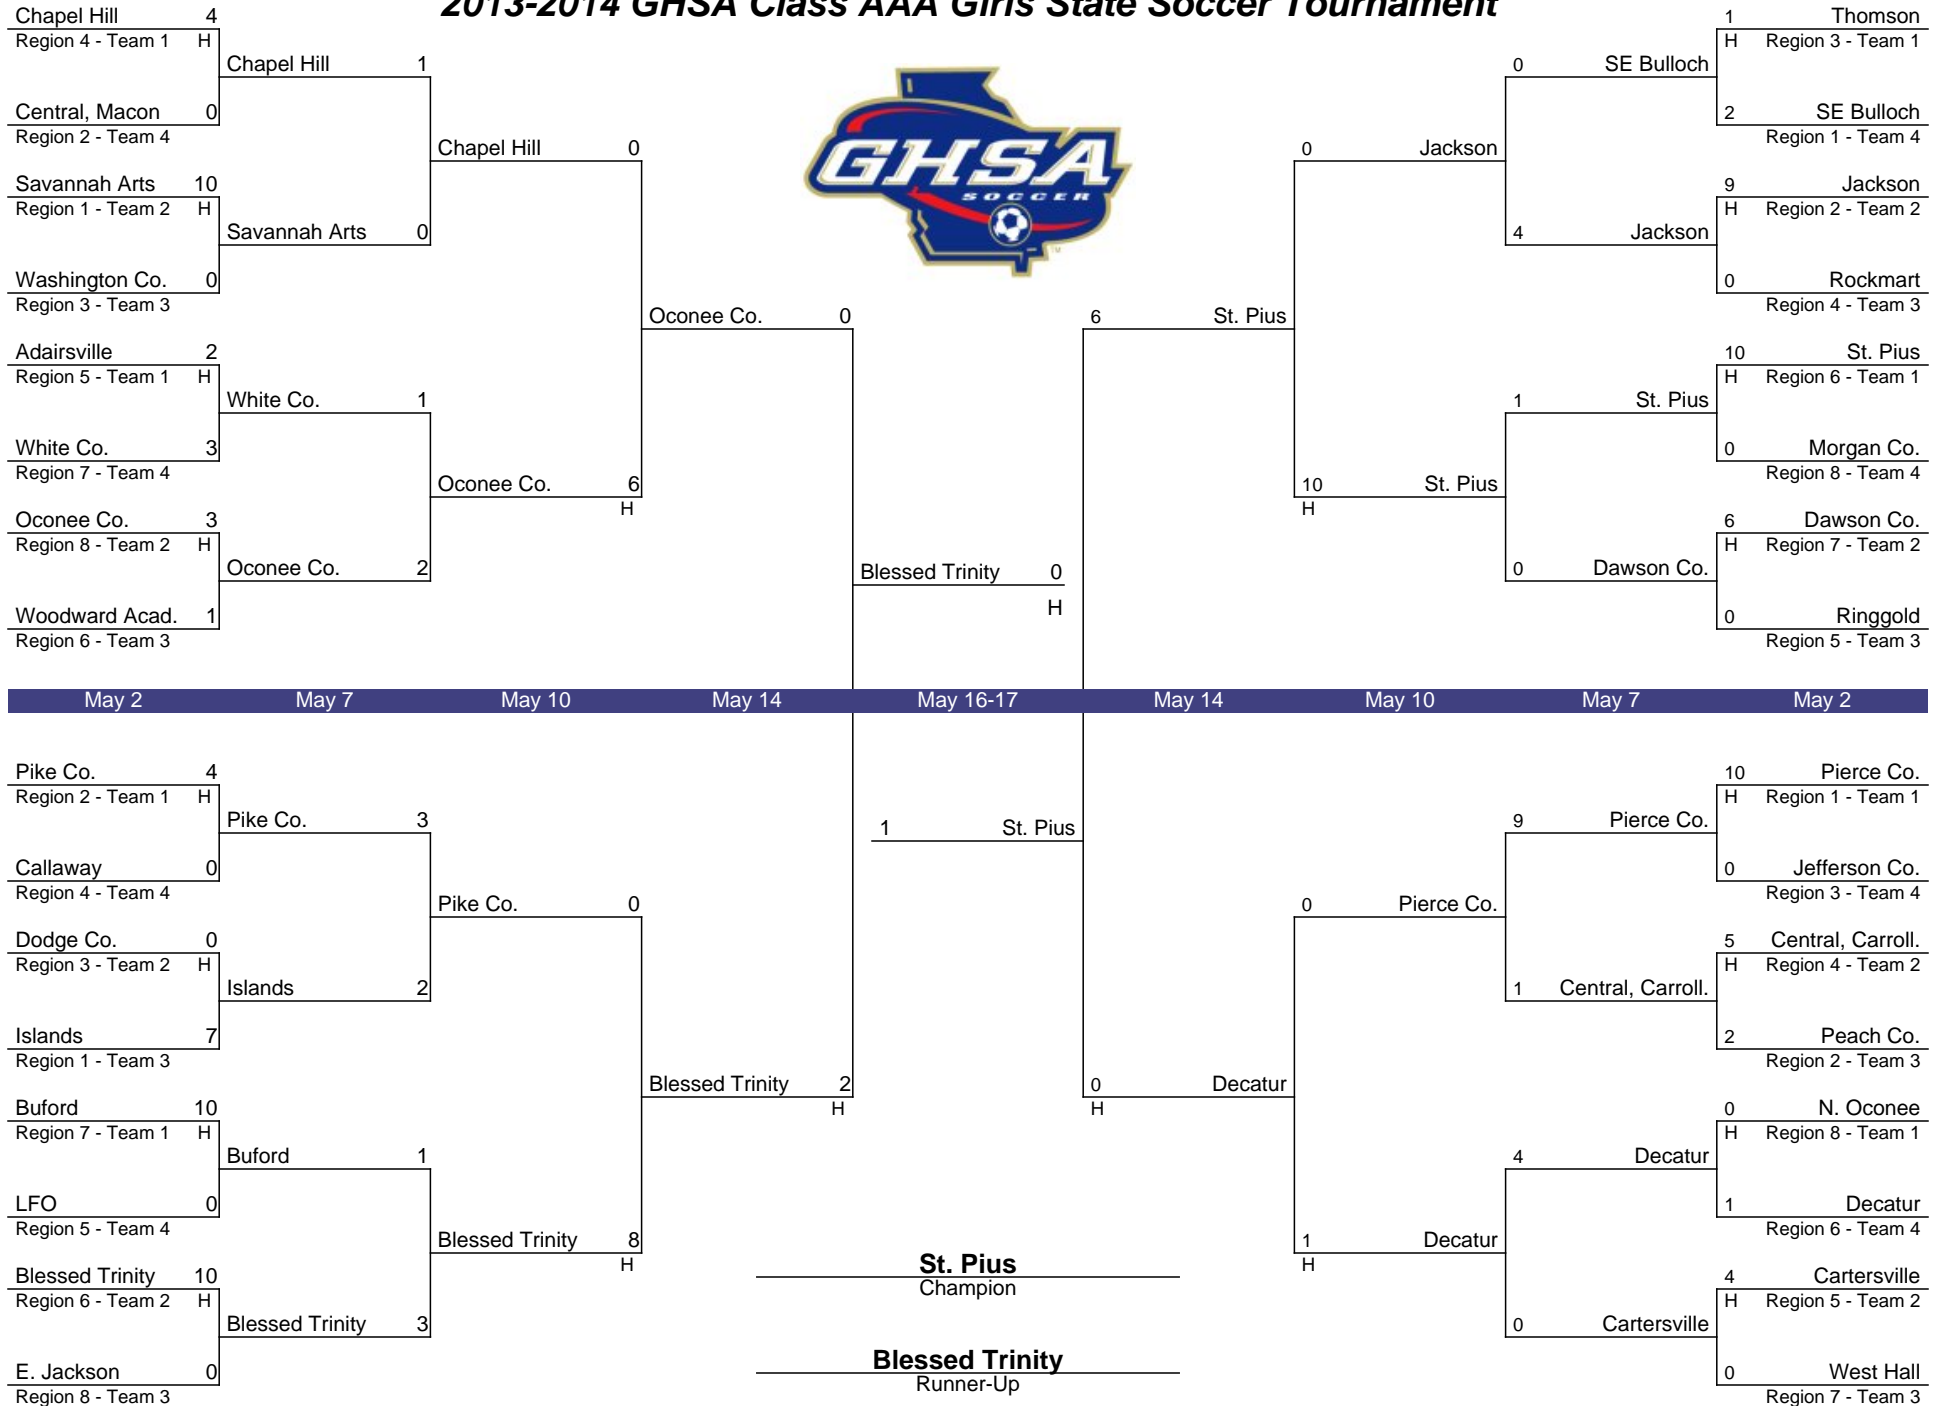 2013-2014 GHSA Class AAA Girls State Soccer Tournament
GHSA
SOCCER
TM
Chapel Hill 4
Region 4 - Team 1 H
Central, Macon 0
Region 2 - Team 4
Savannah Arts 10
Region 1 - Team 2 H
Washington Co. 0
Region 3 - Team 3
Adairsville 2
Region 5 - Team 1 H
White Co. 3
Region 7 - Team 4
Oconee Co. 3
Region 8 - Team 2 H
Woodward Acad. 1
Region 6 - Team 3
Chapel Hill 1
Savannah Arts 0
White Co. 1
Oconee Co. 2
Chapel Hill 0
Oconee Co. 6
H
Oconee Co. 0
Blessed Trinity 0
H
6 St. Pius
0 Jackson
10 St. Pius
H
0 SE Bulloch
4 Jackson
1 St. Pius
0 Dawson Co.
1 Thomson
H Region 3 - Team 1
2 SE Bulloch
Region 1 - Team 4
9 Jackson
H Region 2 - Team 2
0 Rockmart
Region 4 - Team 3
10 St. Pius
H Region 6 - Team 1
0 Morgan Co.
Region 8 - Team 4
6 Dawson Co.
H Region 7 - Team 2
0 Ringgold
Region 5 - Team 3
May 2 May 7 May 10 May 14 May 16-17 May 14 May 10 May 7 May 2
Pike Co. 4
Region 2 - Team 1 H
Callaway 0
Region 4 - Team 4
Dodge Co. 0
Region 3 - Team 2 H
Islands 7
Region 1 - Team 3
Buford 10
Region 7 - Team 1 H
LFO 0
Region 5 - Team 4
Blessed Trinity 10
Region 6 - Team 2 H
E. Jackson 0
Region 8 - Team 3
Pike Co. 3
Islands 2
Buford 1
Blessed Trinity 3
Pike Co. 0
Blessed Trinity 8
H
Blessed Trinity 2
H
1 St. Pius
0 Decatur
H
0 Pierce Co.
1 Decatur
H
9 Pierce Co.
1 Central, Carroll.
4 Decatur
0 Cartersville
10 Pierce Co.
H Region 1 - Team 1
0 Jefferson Co.
Region 3 - Team 4
5 Central, Carroll.
H Region 4 - Team 2
2 Peach Co.
Region 2 - Team 3
0 N. Oconee
H Region 8 - Team 1
1 Decatur
Region 6 - Team 4
4 Cartersville
H Region 5 - Team 2
0 West Hall
Region 7 - Team 3
St. Pius
Champion
Blessed Trinity
Runner-Up